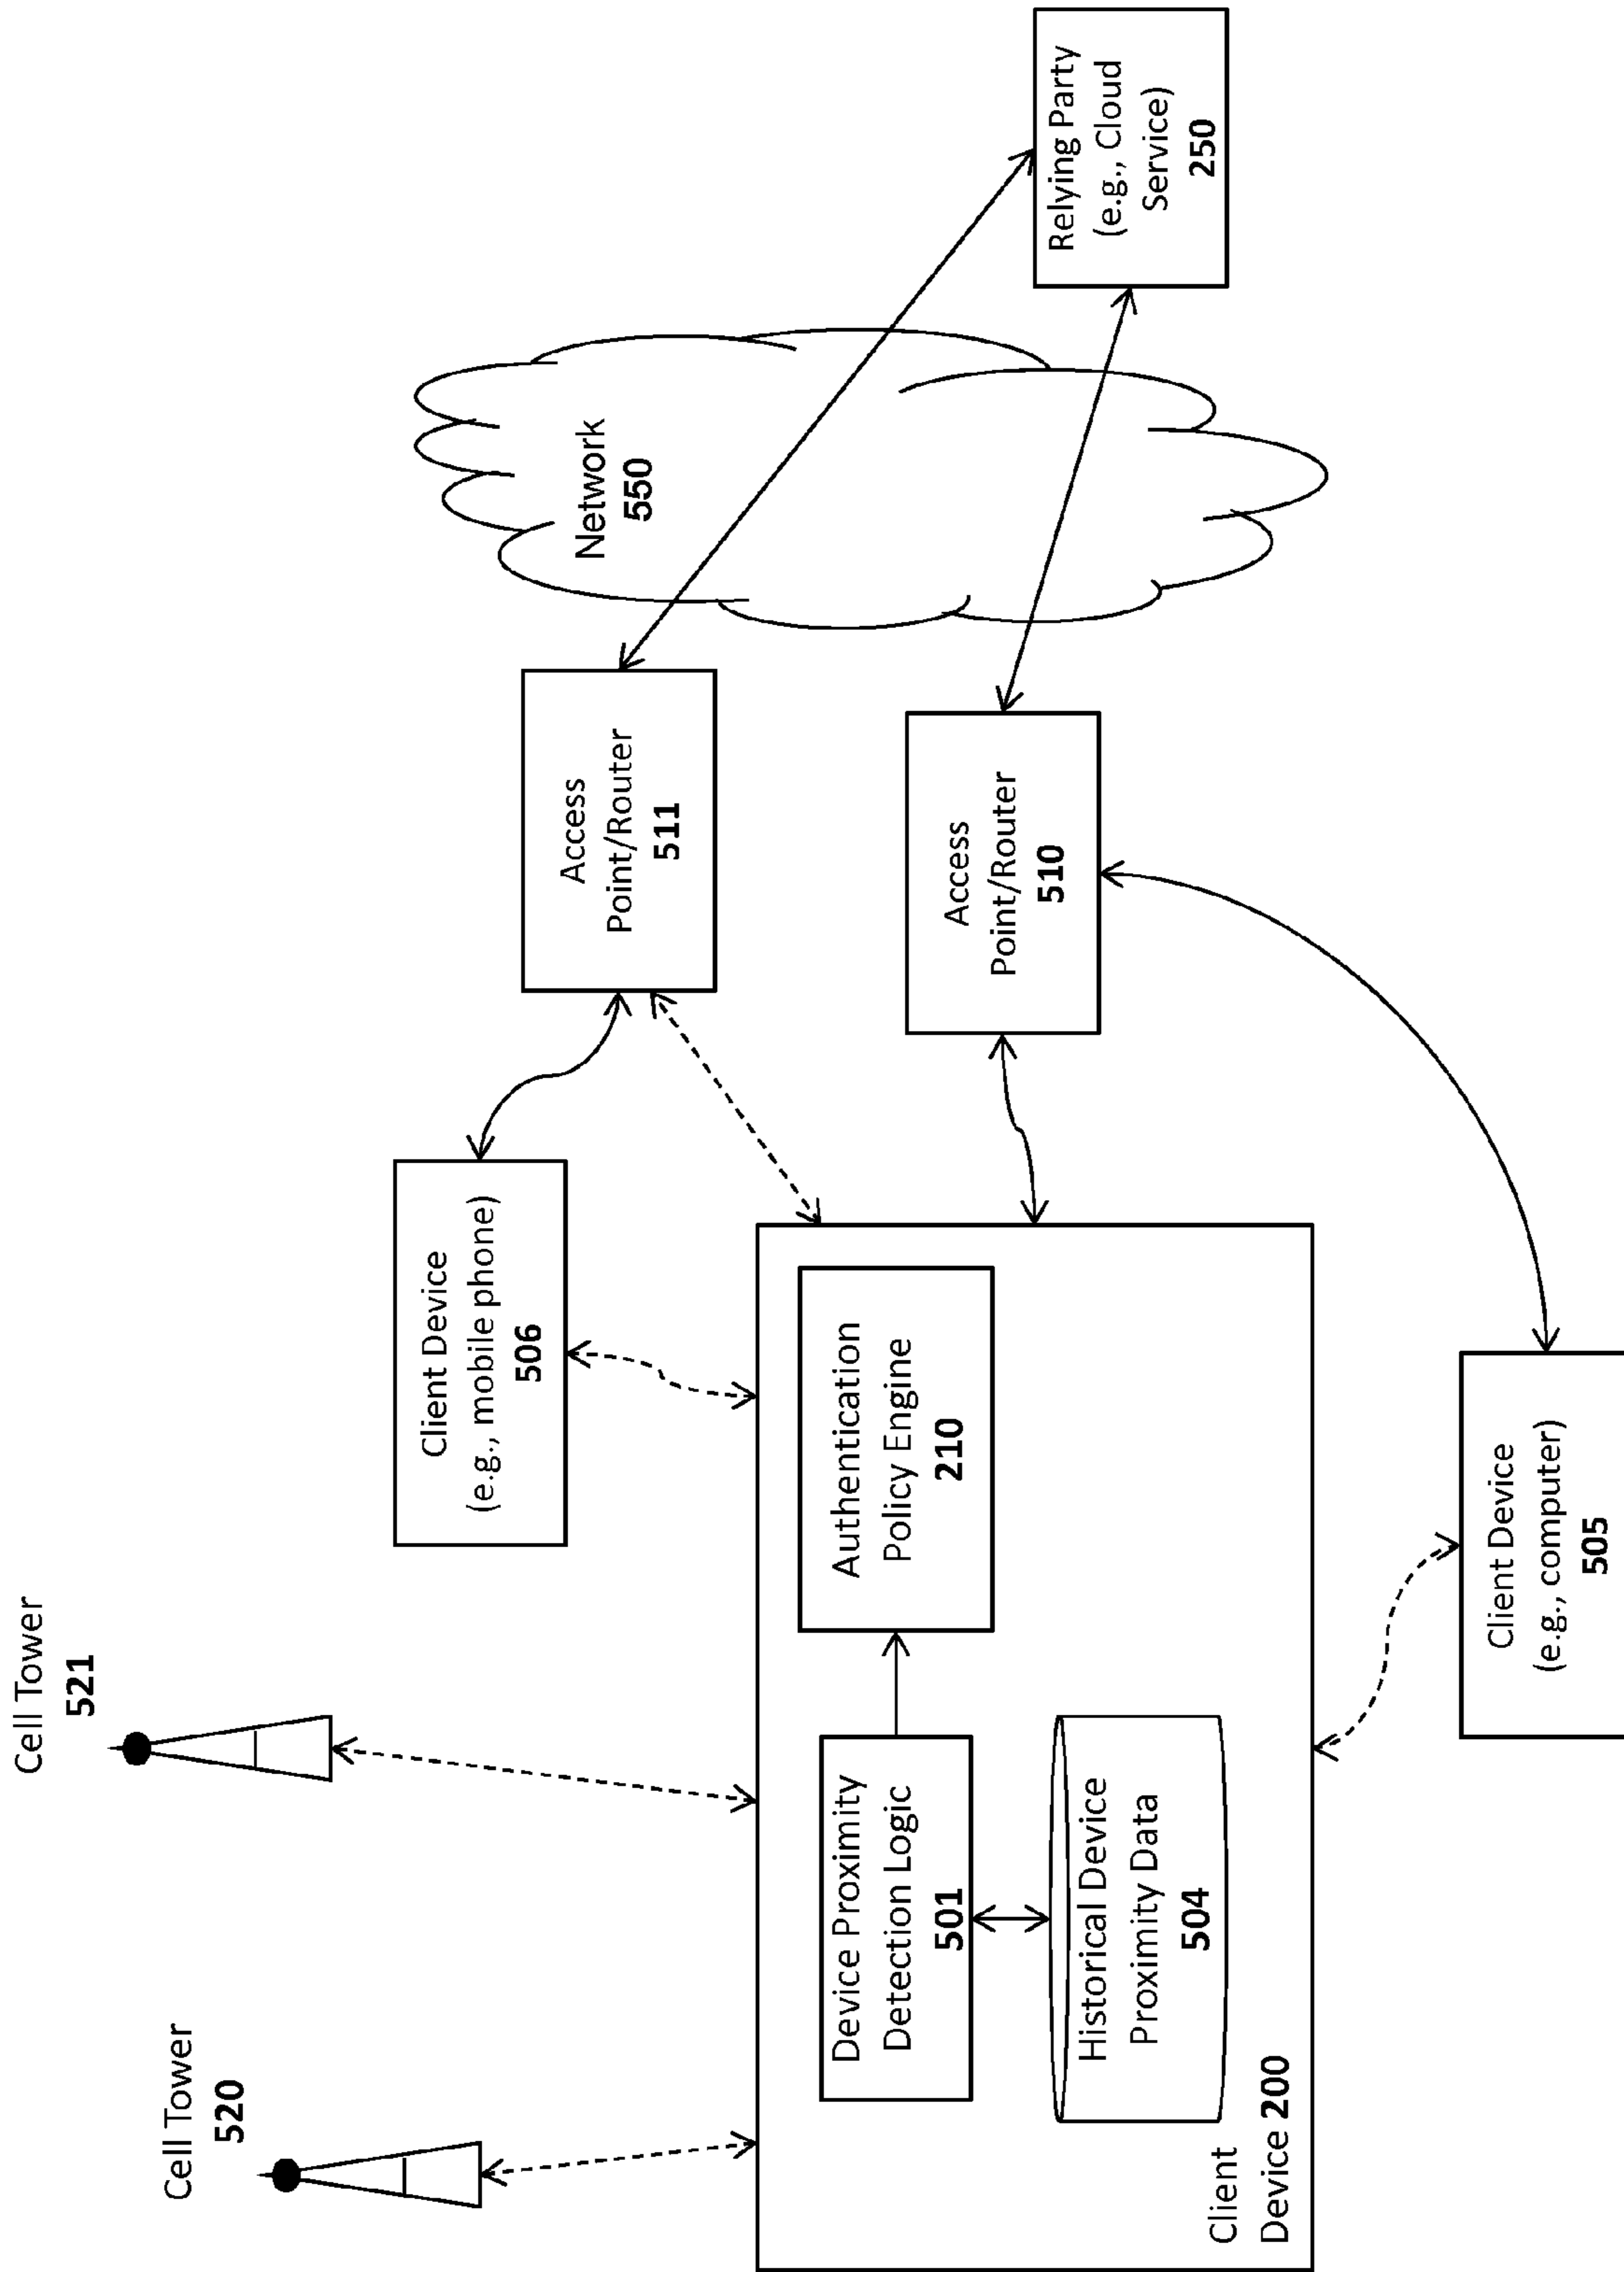 Cell Tower
520
Cell Tower
521
Client Device
(e.g., mobile phone)
506
Access
Point/Router
511
Network
550
Relying Party
(e.g., Cloud
Service)
250
Device Proximity
Detection Logic
501
Authentication
Policy Engine
210
Historical Device
Proximity Data
504
Client
Device 200
Access
Point/Router
510
Client Device
(e.g., computer)
505